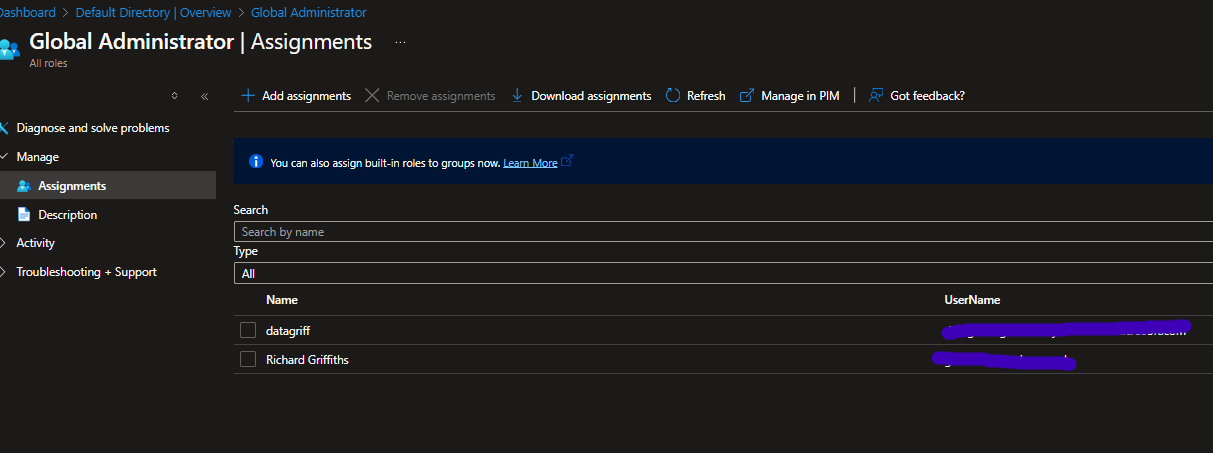 Dashboard > Default Directory | Overview > Global Administrator
Global Administrator | Assignments ...
All roles
Add assignments Remove assignments Download assignments Refresh Manage in PIM | Got feedback?
Diagnose and solve problems
Manage
Assignments
Description
Activity
Troubleshooting + Support
You can also assign built-in roles to groups now. Learn More
Search
Search by name
Type
All
Name UserName
datagriff
Richard Griffiths